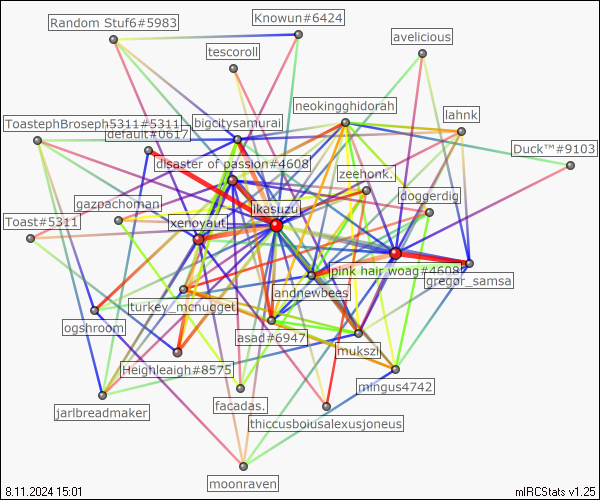 Knowun#6424
Random Stuf6#5983
avelicious
tescoroll
neokingghidorah
lahnk
ToastephBroseph5311#5311
bigcitysamurai
default#0617
Duck™#9103
disaster of passion#4608
zeehonk.
doggerdig
gazpachoman
ikasuzu
Toast#5311
xenoyaut
pink hair woag#4608
gregor_samsa
andnewbees
turkey_mcnugget
ogshroom
asad#6947
mukszi
Heighleaigh#8575
mingus4742
facadas.
jarlbreadmaker
thiccusboiusalexusjoneus
moonraven
8.11.2024 15:01
mIRCStats v1.25